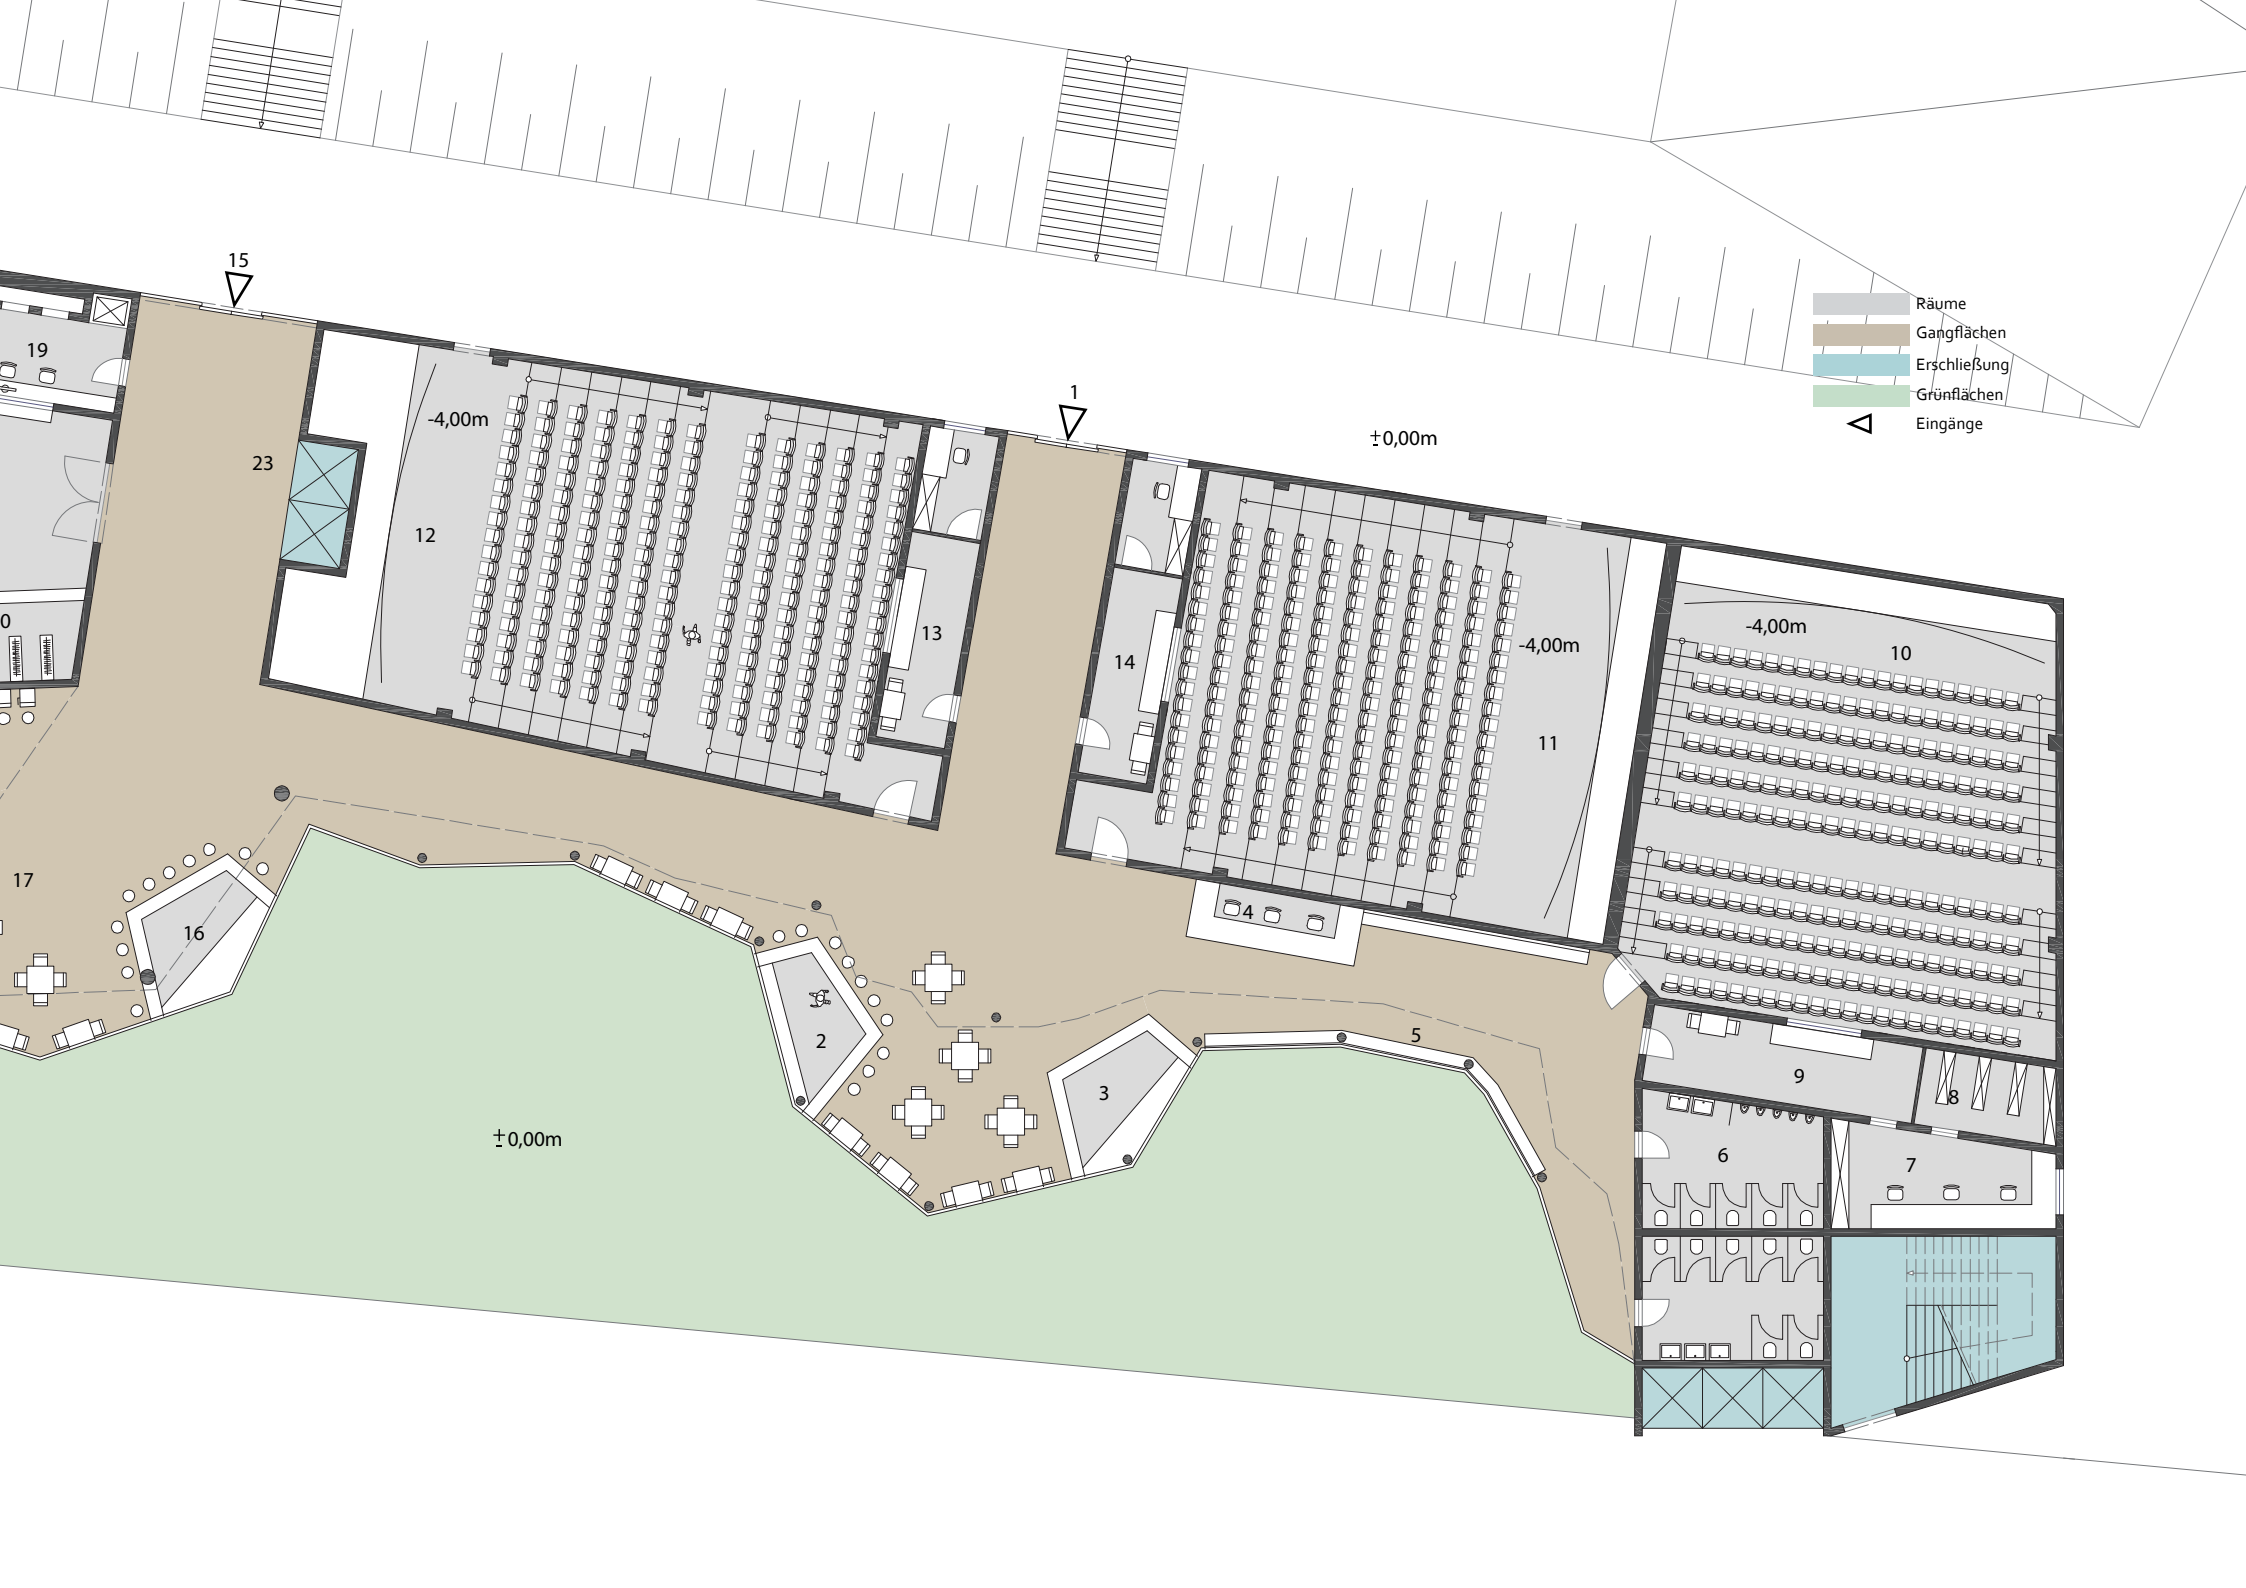 15
1
±0,00m
Räume
Gangflächen
Erschließung
Grünflächen
Eingänge
19
-4,00m
23
12
0
13
14
-4,00m
11
-4,00m
10
17
16
4
2
3
5
9
8
6
7
±0,00m